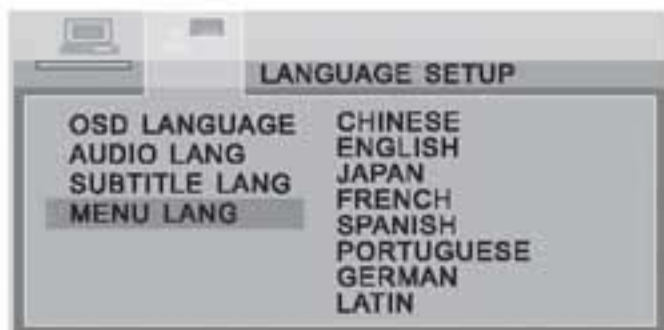 LANGUAGE SETUP
OSD LANGUAGE
AUDIO LANG
SUBTITLE LANG
MENU LANG
CHINESE
ENGLISH
JAPAN
FRENCH
SPANISH
PORTUGUESE
GERMAN
LATIN